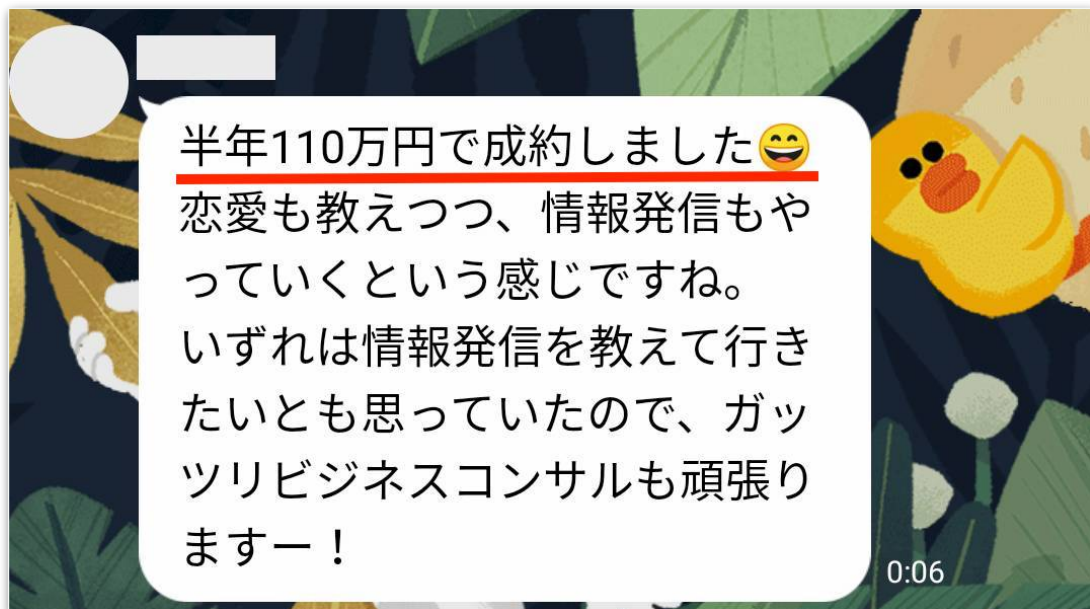 半年110万円で成約しました😄
恋愛も教えつつ、情報発信もや
っていくという感じですね。
いずれは情報発信を教えて行き
たいとも思っていたので、ガッ
ツリビジネスコンサルも頑張り
ますー！
0:06